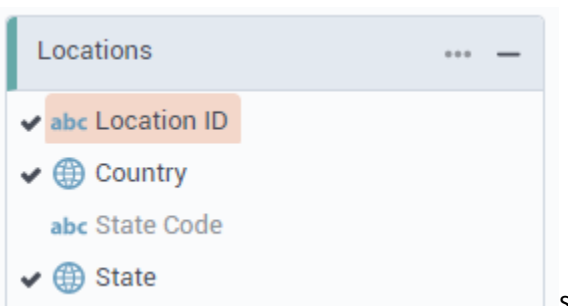 Locations
abc Location ID
Country
abc State Code
State
s